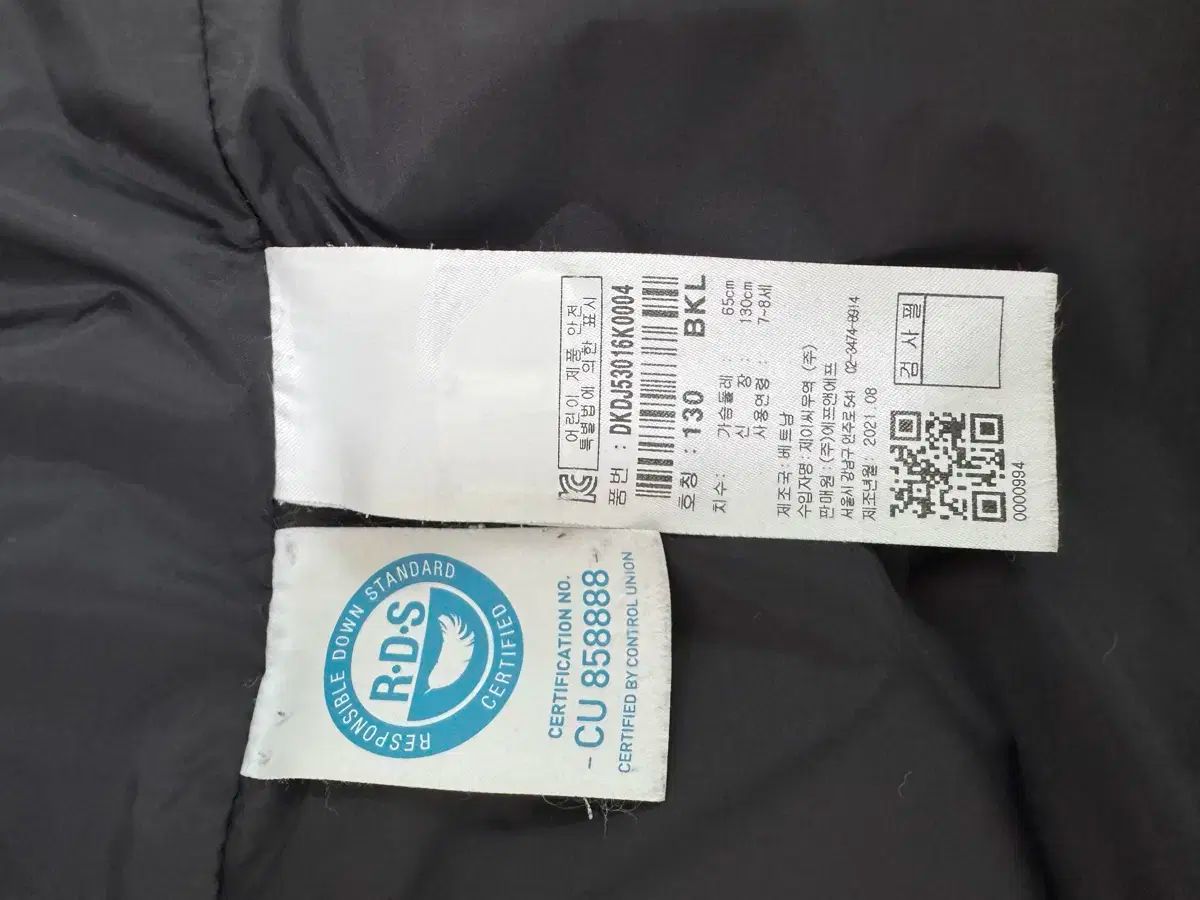 어린이 제품 안전
특별법에 의한 표시
품번 : DKDJ53016K0004
호칭 : 130 BKL
치수 : 가슴둘레 : 65cm
신 장 : 130cm
사용연령 : 7~8세
제조국 : 베트남
수입자명 : 제이씨우역 (주)
판매원 : (주)에프앤에프
서울시 강남구 언주로 541 02-3474-8914
제조년월 : 2021.08
검 사 필
0000994
RESPONSIBLE DOWN STANDARD
R·D·S
CERTIFIED
CERTIFICATION NO.
- CU 858888 -
CERTIFIED BY CONTROL UNION